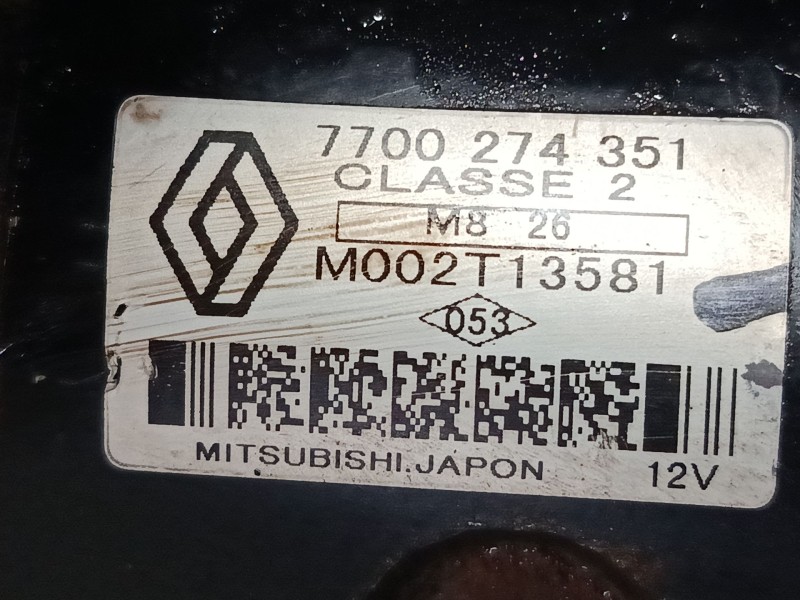 7700 274 351
CLASSE 2
M8 26
M002T13581
053
MITSUBISHI.JAPON
12V